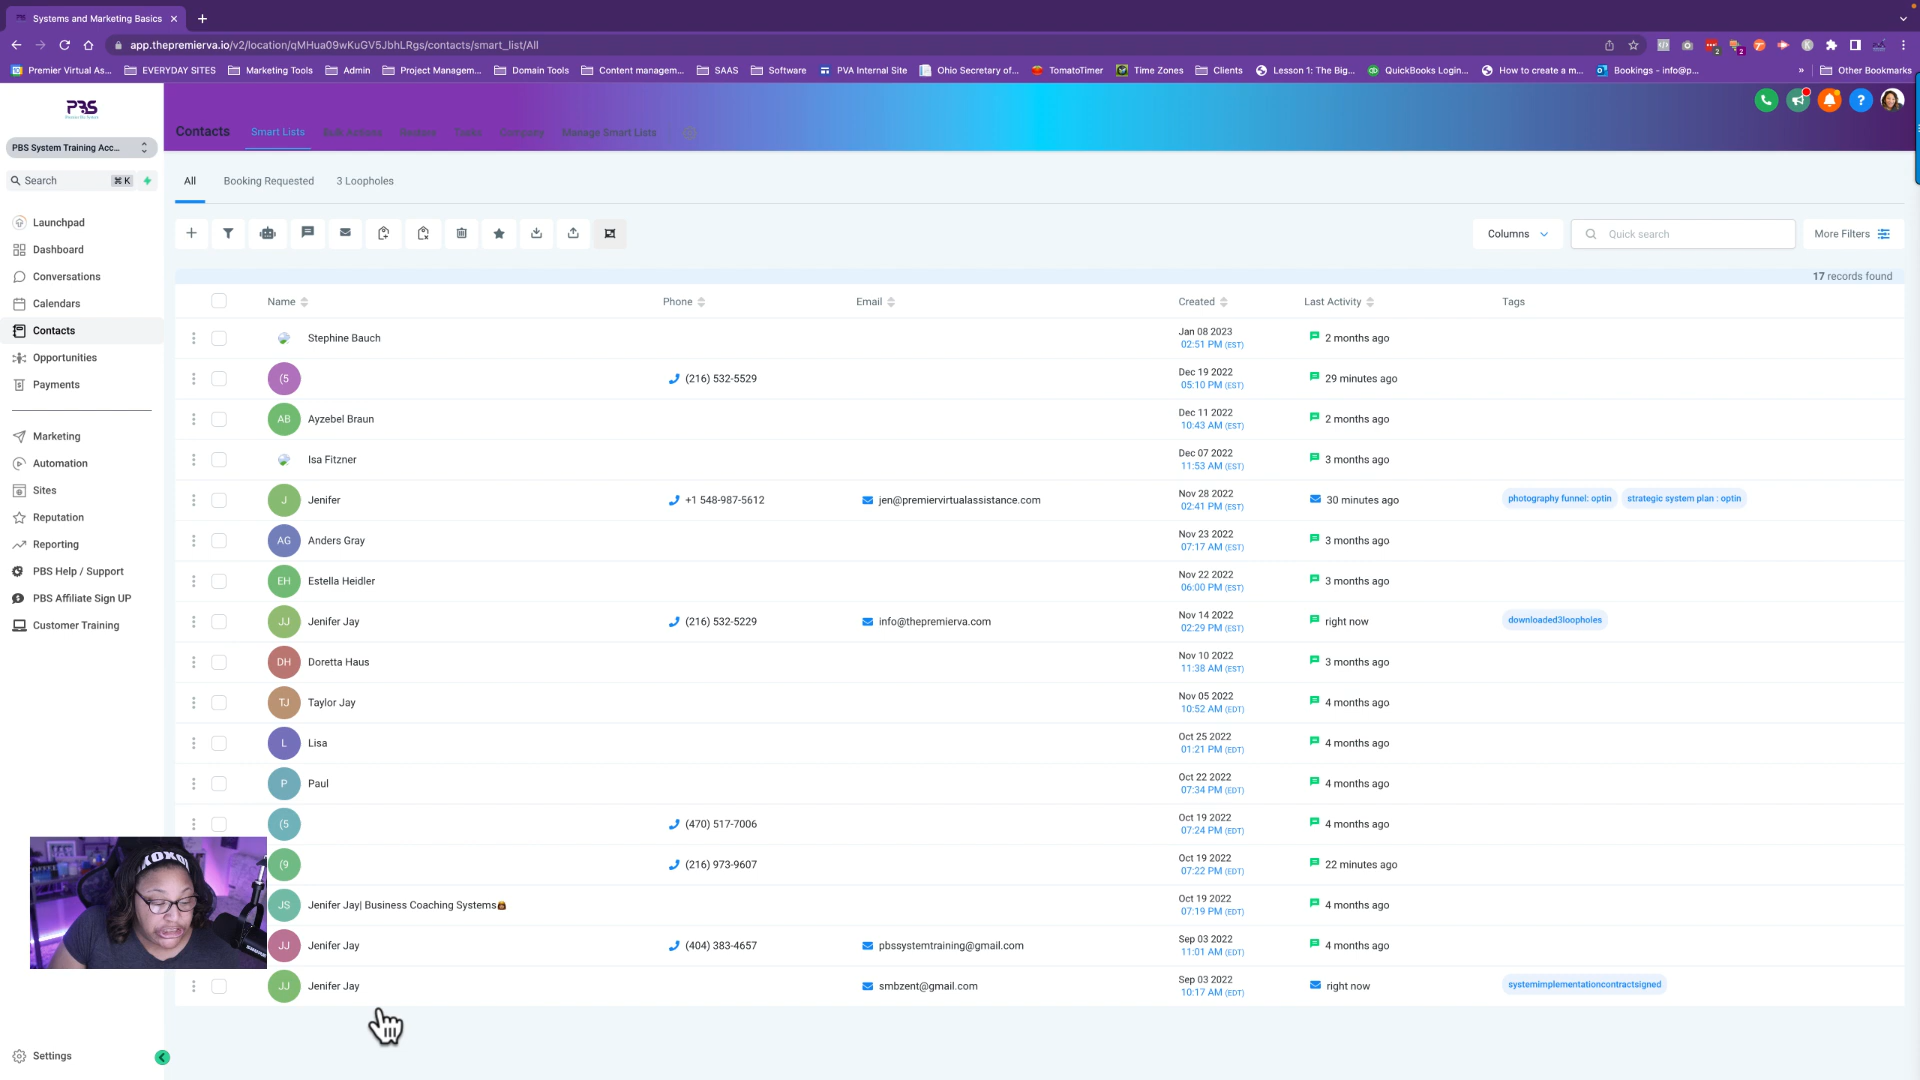 Systems and Marketing Basics
app.thepremierva.io/v2/location/qMHua09wKuGV5JbhLRgs/contacts/smart_list/All
Premier Virtual As... EVERYDAY SITES Marketing Tools Admin Project Managem... Domain Tools Content managem... SAAS Software PVA Internal Site Ohio Secretary of... TomatoTimer Time Zones Clients Lesson 1: The Big... QuickBooks Login... How to create a m... Bookings - info@p... » Other Bookmarks
PBS
Contacts Smart Lists Bulk Actions Restore Tasks Company Manage Smart Lists
PBS System Training Acc...
Search ⌘ K
All Booking Requested 3 Loopholes
Columns Quick search More Filters
17 records found
Launchpad
Dashboard
Conversations
Calendars
Contacts
Opportunities
Payments
Marketing
Automation
Sites
Reputation
Reporting
PBS Help / Support
PBS Affiliate Sign UP
Customer Training
Settings
Name Phone Email Created Last Activity Tags
Stephine Bauch Jan 08 2023 2 months ago
02:51 PM (EST)
(5 (216) 532-5529 Dec 19 2022 29 minutes ago
05:10 PM (EST)
AB Ayzebel Braun Dec 11 2022 2 months ago
10:43 AM (EST)
Isa Fitzner Dec 07 2022 3 months ago
11:53 AM (EST)
J Jenifer +1 548-987-5612 jen@premiervirtualassistance.com Nov 28 2022 30 minutes ago photography funnel: optin strategic system plan : optin
02:41 PM (EST)
AG Anders Gray Nov 23 2022 3 months ago
07:17 AM (EST)
EH Estella Heidler Nov 22 2022 3 months ago
06:00 PM (EST)
JJ Jenifer Jay (216) 532-5229 info@thepremierva.com Nov 14 2022 right now downloaded3loopholes
02:29 PM (EST)
DH Doretta Haus Nov 10 2022 3 months ago
11:38 AM (EST)
TJ Taylor Jay Nov 05 2022 4 months ago
10:52 AM (EDT)
L Lisa Oct 25 2022 4 months ago
01:21 PM (EDT)
P Paul Oct 22 2022 4 months ago
07:34 PM (EDT)
(5 (470) 517-7006 Oct 19 2022 4 months ago
07:24 PM (EDT)
(9 (216) 973-9607 Oct 19 2022 22 minutes ago
07:22 PM (EDT)
JS Jenifer Jay| Business Coaching Systems Oct 19 2022 4 months ago
07:19 PM (EDT)
JJ Jenifer Jay (404) 383-4657 pbssystemtraining@gmail.com Sep 03 2022 4 months ago
11:01 AM (EDT)
JJ Jenifer Jay smbzent@gmail.com Sep 03 2022 right now systemimplementationcontractsigned
10:17 AM (EDT)
XOXO